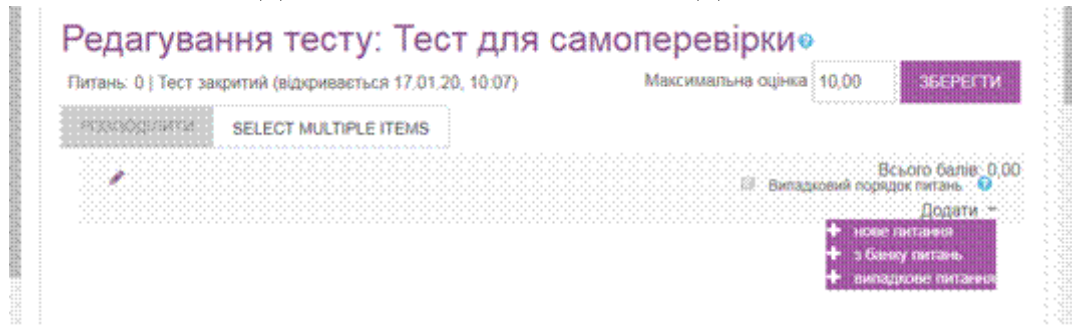 Редагування тесту: Тест для самоперевірки
Питань: 0 | Тест закритий (відкривається 17.01.20, 10:07)
Максимальна оцінка 10,00 ЗБЕРЕГТИ
РОЗПОДІЛИТИ SELECT MULTIPLE ITEMS
Всього балів: 0,00
Випадковий порядок питань
Додати
нове питання
з банку питань
випадкове питання